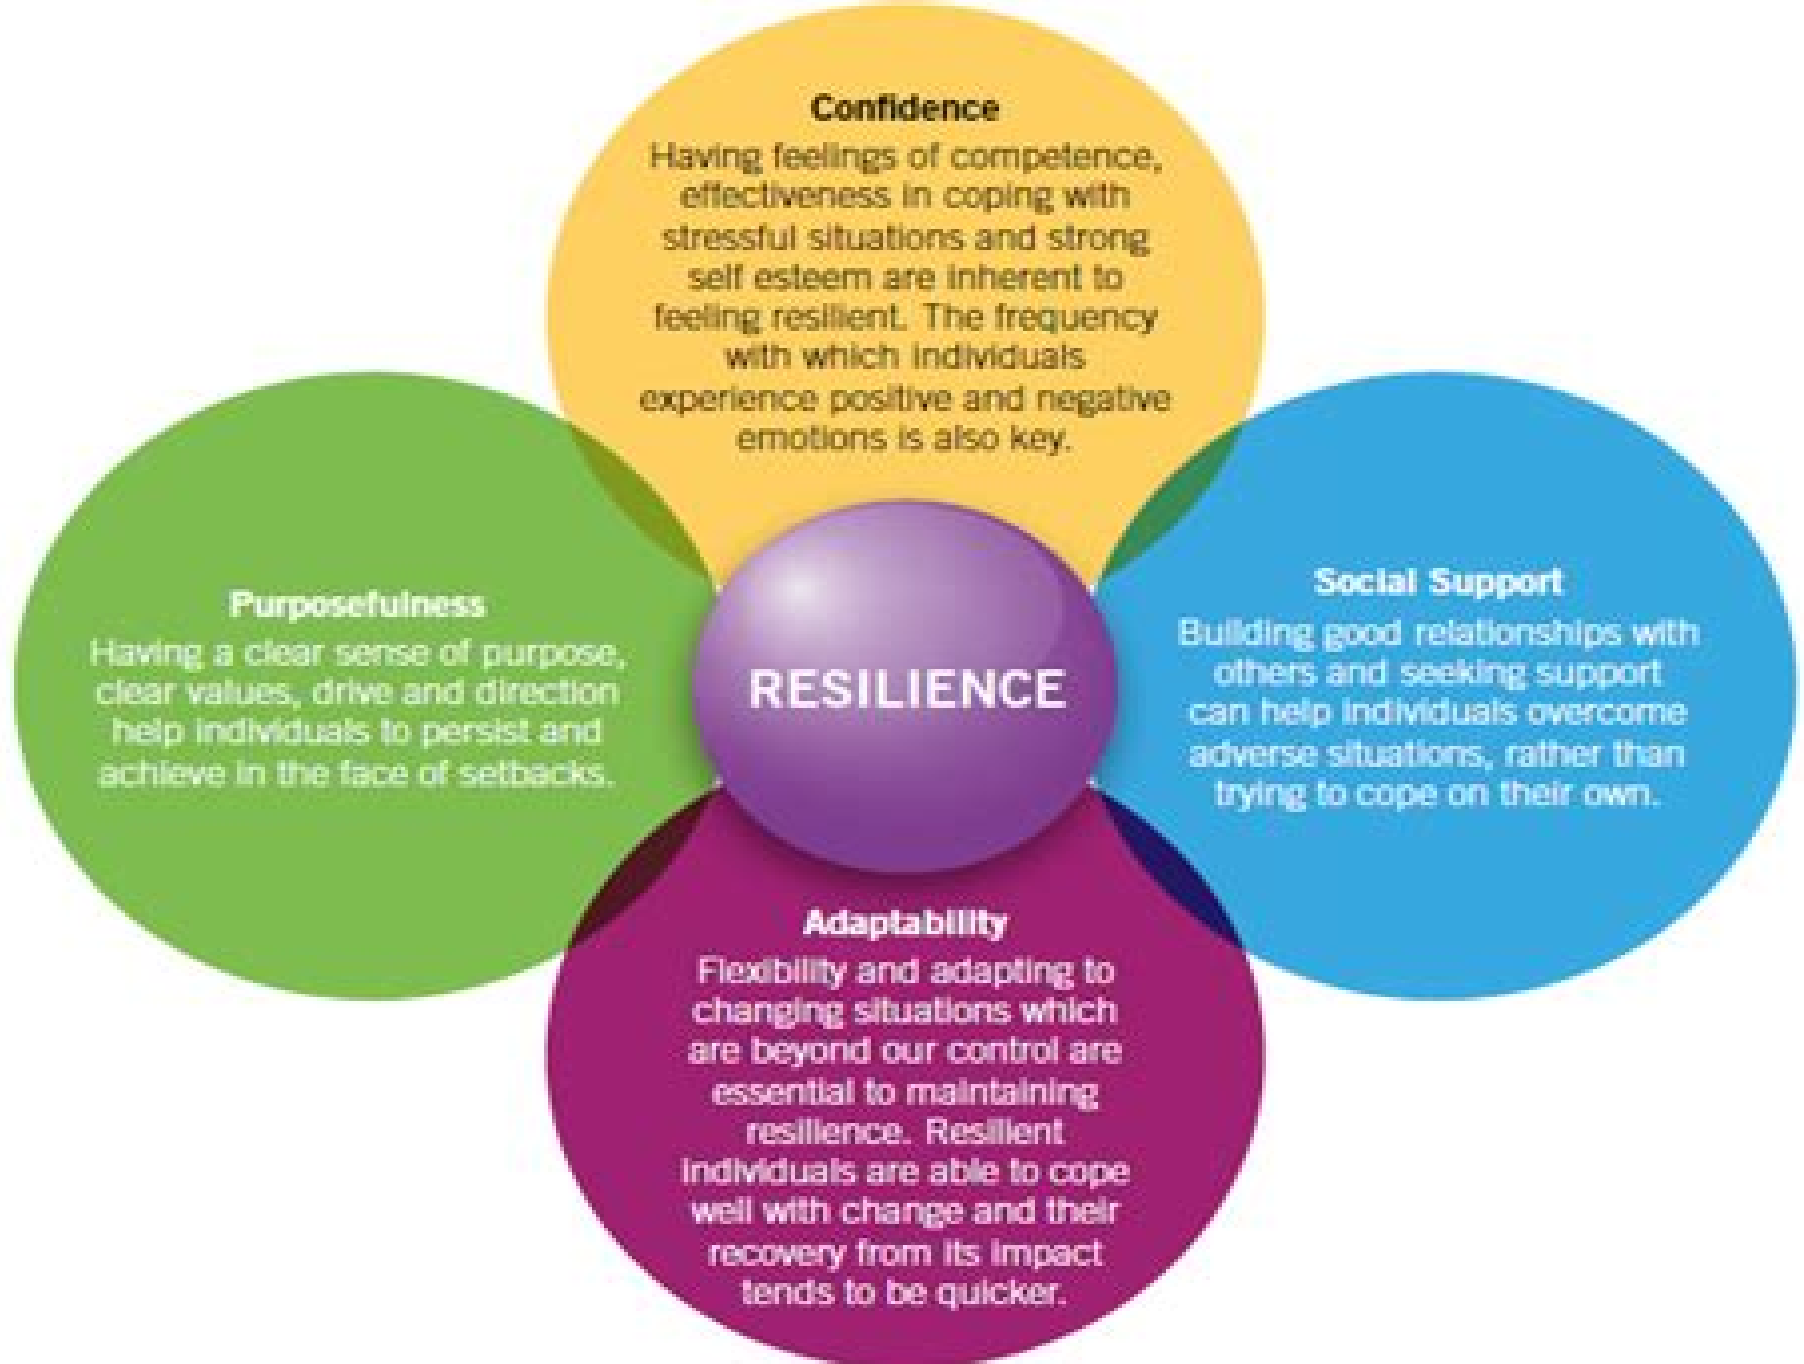 Confidence
Having feelings of competence,
effectiveness in coping with
stressful situations and strong
self esteem are inherent to
feeling resilient. The frequency
with which individuals
experience positive and negative
emotions is also key.
Purposefulness
Having a clear sense of purpose,
clear values, drive and direction
help individuals to persist and
achieve in the face of setbacks.
RESILIENCE
Social Support
Building good relationships with
others and seeking support
can help individuals overcome
adverse situations, rather than
trying to cope on their own.
Adaptability
Flexibility and adapting to
changing situations which
are beyond our control are
essential to maintaining
resilience. Resilient
individuals are able to cope
well with change and their
recovery from its impact
tends to be quicker.